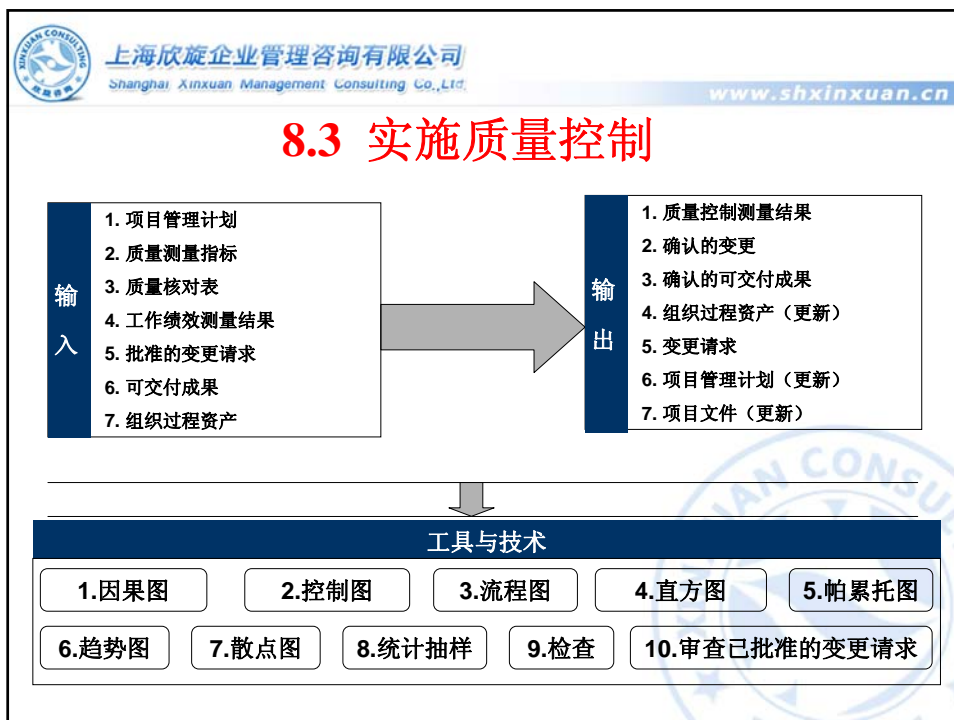 XINXUAN CONSULTING
欣旋咨询
上海欣旋企业管理咨询有限公司
Shanghai Xinxuan Management Consulting Co.,Ltd.
www.shxinxuan.cn
8.3 实施质量控制
输入
1. 项目管理计划
2. 质量测量指标
3. 质量核对表
4. 工作绩效测量结果
5. 批准的变更请求
6. 可交付成果
7. 组织过程资产
输出
1. 质量控制测量结果
2. 确认的变更
3. 确认的可交付成果
4. 组织过程资产（更新）
5. 变更请求
6. 项目管理计划（更新）
7. 项目文件（更新）
工具与技术
1.因果图
2.控制图
3.流程图
4.直方图
5.帕累托图
6.趋势图
7.散点图
8.统计抽样
9.检查
10.审查已批准的变更请求
XUAN CONSU